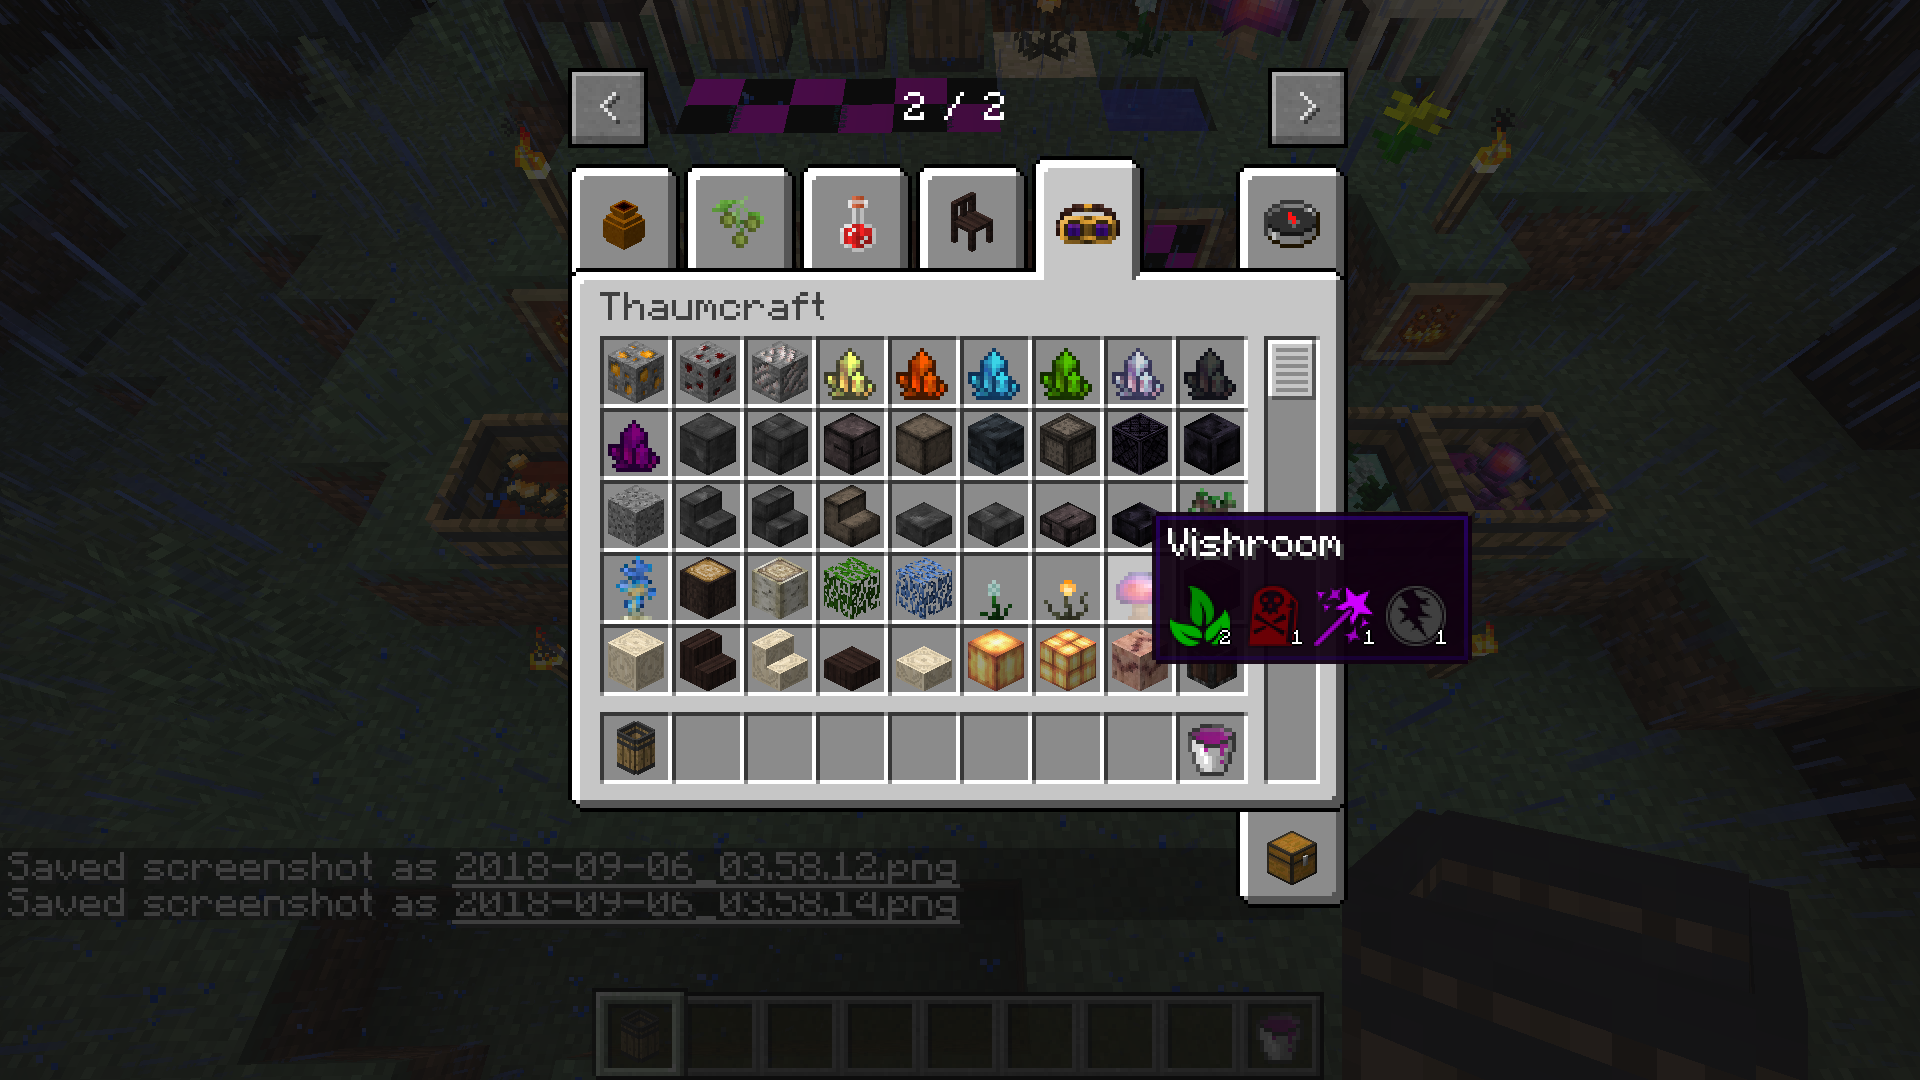 2 / 2
Thaumcraft
Vishroom
2 1 1 1
Saved screenshot as 2018-09-06_03.58.12.png
Saved screenshot as 2018-09-06_03.58.14.png